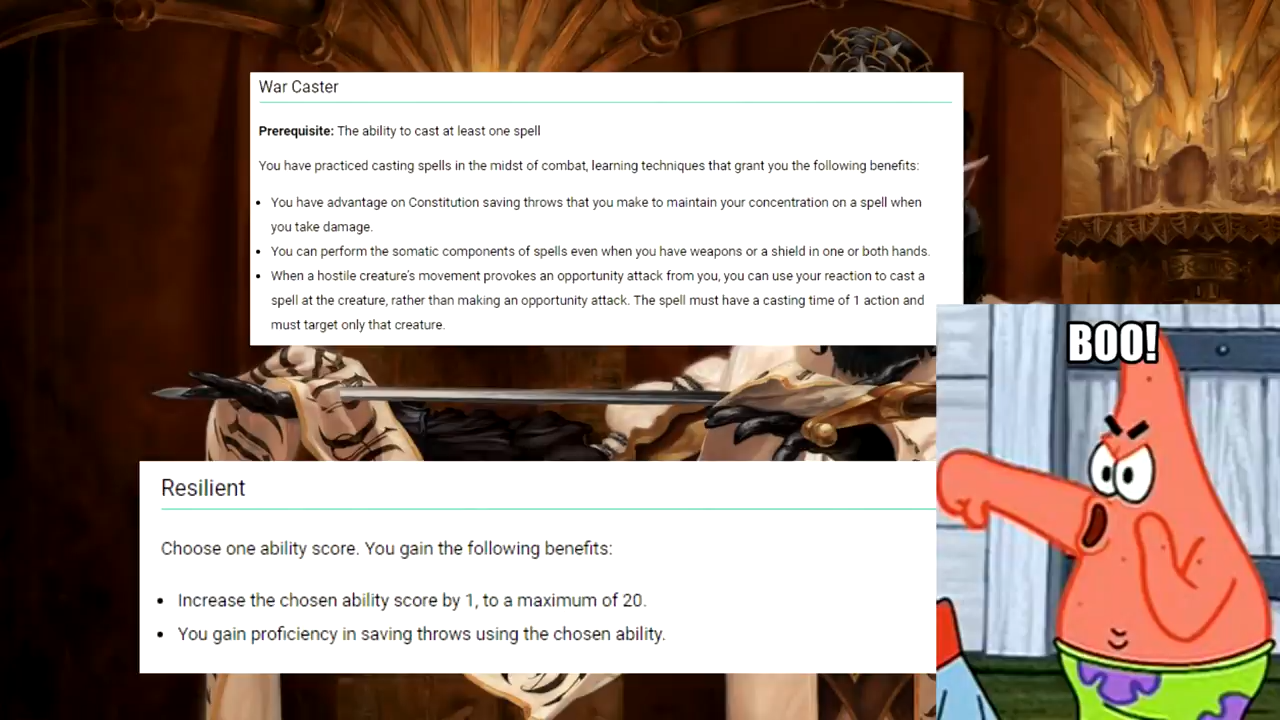 War Caster
Prerequisite: The ability to cast at least one spell
You have practiced casting spells in the midst of combat, learning techniques that grant you the following benefits:
• You have advantage on Constitution saving throws that you make to maintain your concentration on a spell when
you take damage.
• You can perform the somatic components of spells even when you have weapons or a shield in one or both hands.
• When a hostile creature's movement provokes an opportunity attack from you, you can use your reaction to cast a
spell at the creature, rather than making an opportunity attack. The spell must have a casting time of 1 action and
must target only that creature.
BOO!
Resilient
Choose one ability score. You gain the following benefits:
• Increase the chosen ability score by 1, to a maximum of 20.
• You gain proficiency in saving throws using the chosen ability.